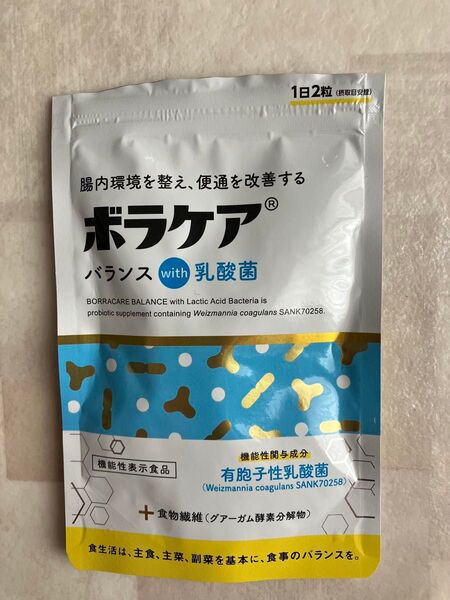 1日2粒(摂取目安量)
腸内環境を整え、便通を改善する
ボラケア®
バランス with 乳酸菌
BORRACARE BALANCE with Lactic Acid Bacteria is
probiotic supplement containing Weizmannia coagulans SANK70258.
機能性関与成分
機能性表示食品
有胞子性乳酸菌
(Weizmannia coagulans SANK70258)
+食物繊維(グアーガム酵素分解物)
食生活は、主食、主菜、副菜を基本に、食事のバランスを。